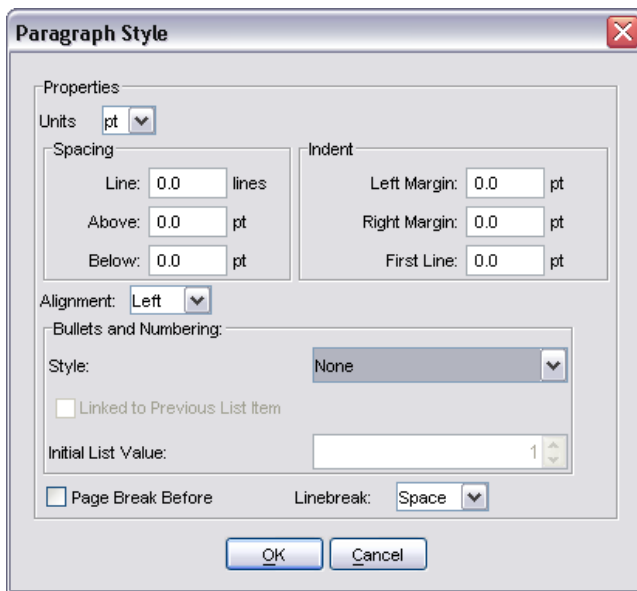 Paragraph Style
Properties
Units pt
Spacing
Line: 0.0 lines
Above: 0.0 pt
Below: 0.0 pt
Indent
Left Margin: 0.0 pt
Right Margin: 0.0 pt
First Line: 0.0 pt
Alignment: Left
Bullets and Numbering:
Style: None
Linked to Previous List Item
Initial List Value: 1
Page Break Before Linebreak: Space
OK Cancel